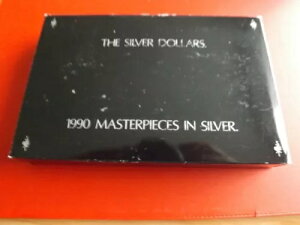 THE SILVER DOLLARS.
1990 MASTERPIECES IN SILVER.